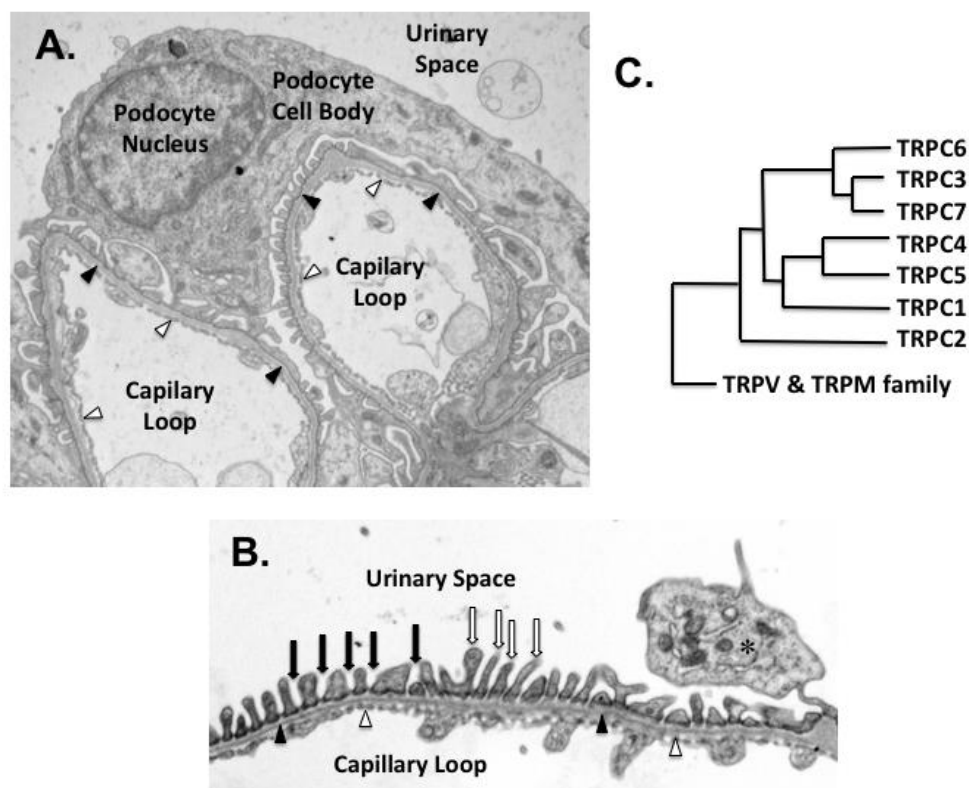 A.
Urinary
Space
Podocyte
Cell Body
Podocyte
Nucleus
Capilary
Loop
Capilary
Loop
C.
TRPC6
TRPC3
TRPC7
TRPC4
TRPC5
TRPC1
TRPC2
TRPV & TRPM family
B.
Urinary Space
*
Capillary Loop